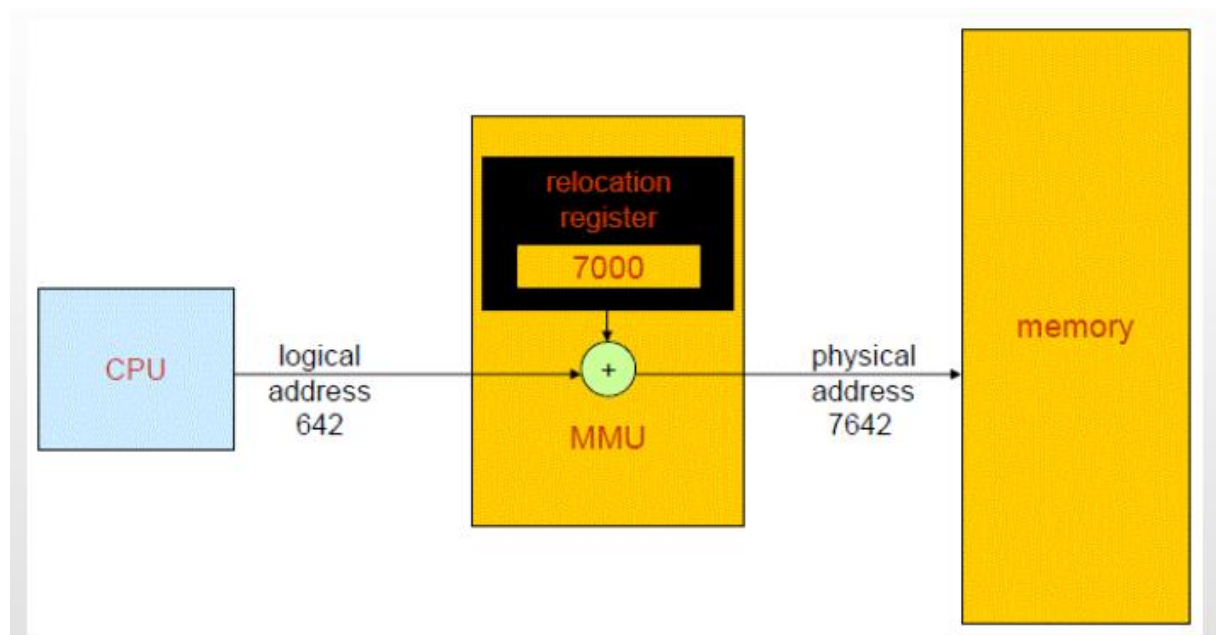 relocation
register
7000
CPU
logical
address
642
+
MMU
physical
address
7642
memory